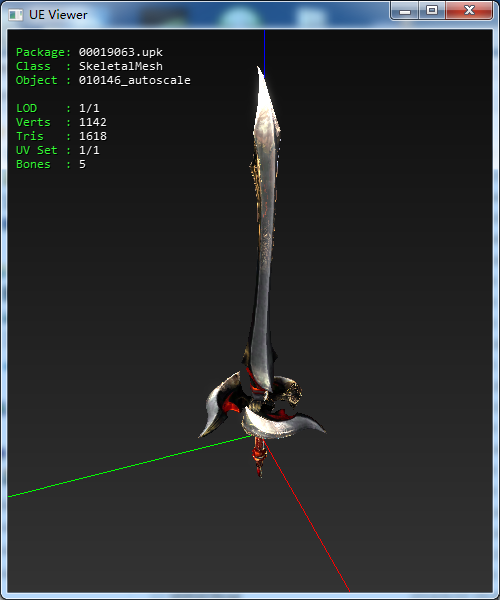 UE Viewer
Package: 00019063.upk
Class : SkeletalMesh
Object : 010146_autoscale
LOD : 1/1
Verts : 1142
Tris : 1618
UV Set : 1/1
Bones : 5